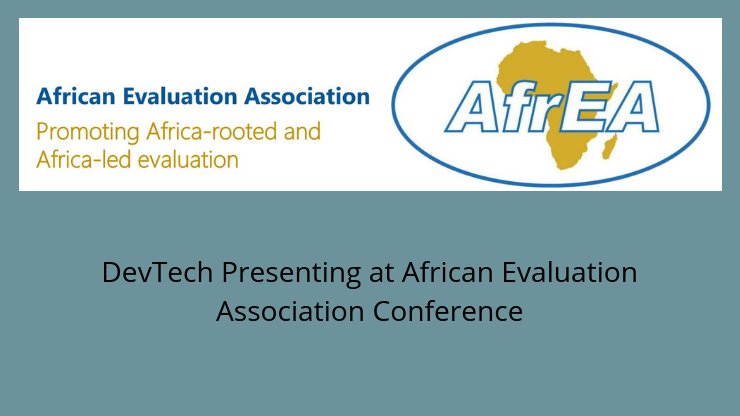 African Evaluation Association
Promoting Africa-rooted and
Africa-led evaluation
AfrEA
DevTech Presenting at African Evaluation
Association Conference